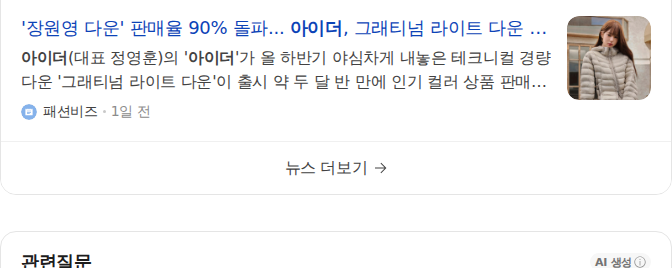 '장원영 다운' 판매율 90% 돌파... 아이더, 그래티넘 라이트 다운 ...
아이더(대표 정영훈)의 '아이더'가 올 하반기 야심차게 내놓은 테크니컬 경량
다운 '그래티넘 라이트 다운'이 출시 약 두 달 반 만에 인기 컬러 상품 판매...
패션비즈 · 1일 전
뉴스 더보기 →
관련질문
AI 생성